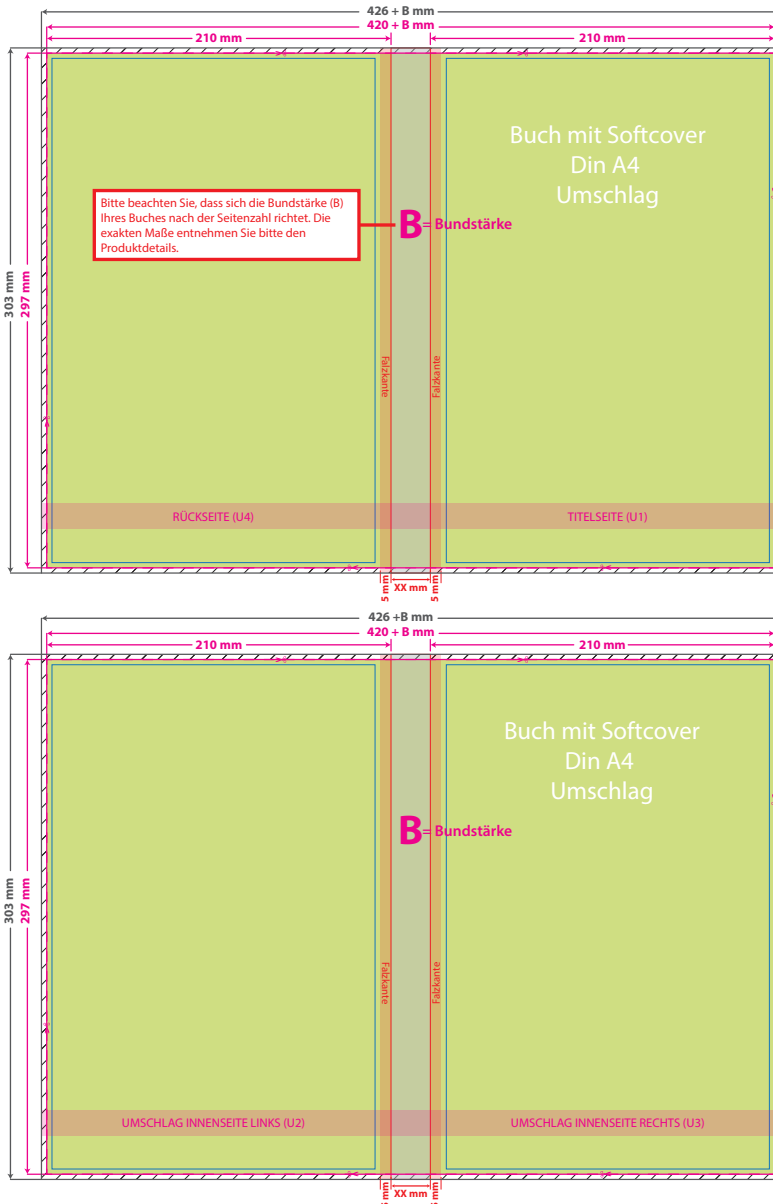 426 + B mm
420 + B mm
210 mm
210 mm
303 mm
297 mm
Buch mit Softcover
Din A4
Umschlag
Bitte beachten Sie, dass sich die Bundstärke (B)
Ihres Buches nach der Seitenzahl richtet. Die
exakten Maße entnehmen Sie bitte den
Produktdetails.
B = Bundstärke
Falzkante
Falzkante
RÜCKSEITE (U4)
TITELSEITE (U1)
5 mm
XX mm
5 mm
426 +B mm
420 + B mm
210 mm
210 mm
303 mm
297 mm
Buch mit Softcover
Din A4
Umschlag
B = Bundstärke
Falzkante
Falzkante
UMSCHLAG INNENSEITE LINKS (U2)
UMSCHLAG INNENSEITE RECHTS (U3)
XX mm